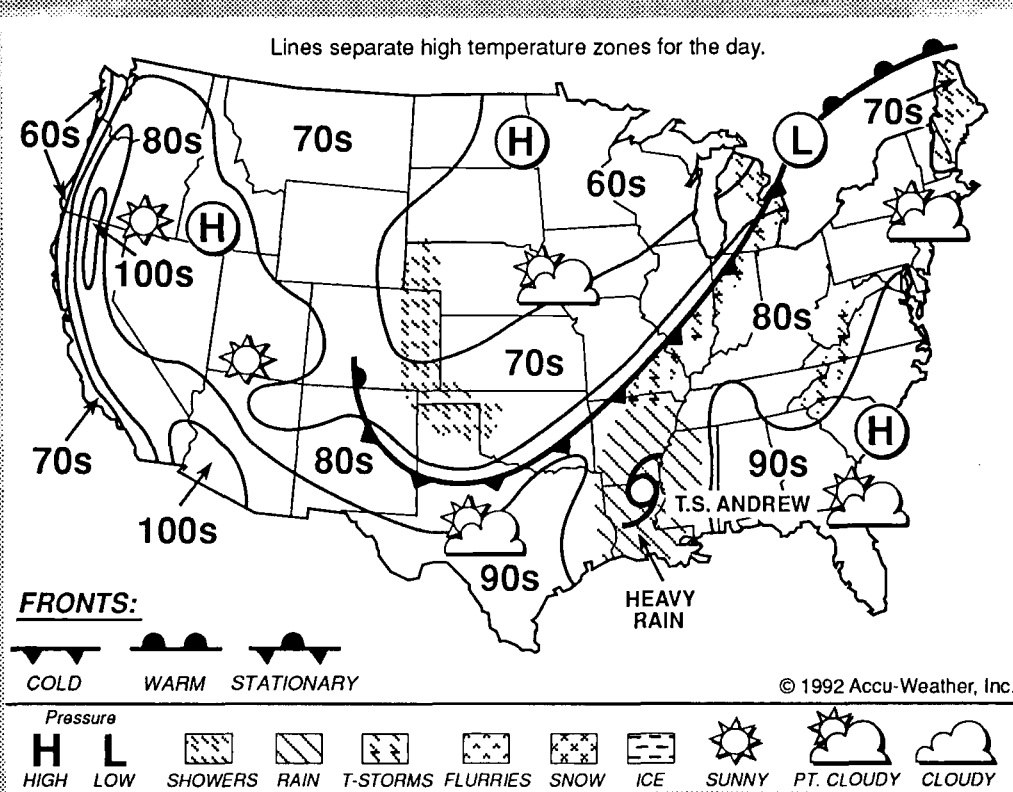 Lines separate high temperature zones for the day.
60s
80s
70s
H
L
70s
60s
H
100s
80s
70s
H
70s
80s
90s
100s
T.S. ANDREW
90s
HEAVY
RAIN
FRONTS:
COLD WARM STATIONARY
© 1992 Accu-Weather, Inc.
Pressure
H L
HIGH LOW SHOWERS RAIN T-STORMS FLURRIES SNOW ICE SUNNY PT. CLOUDY CLOUDY